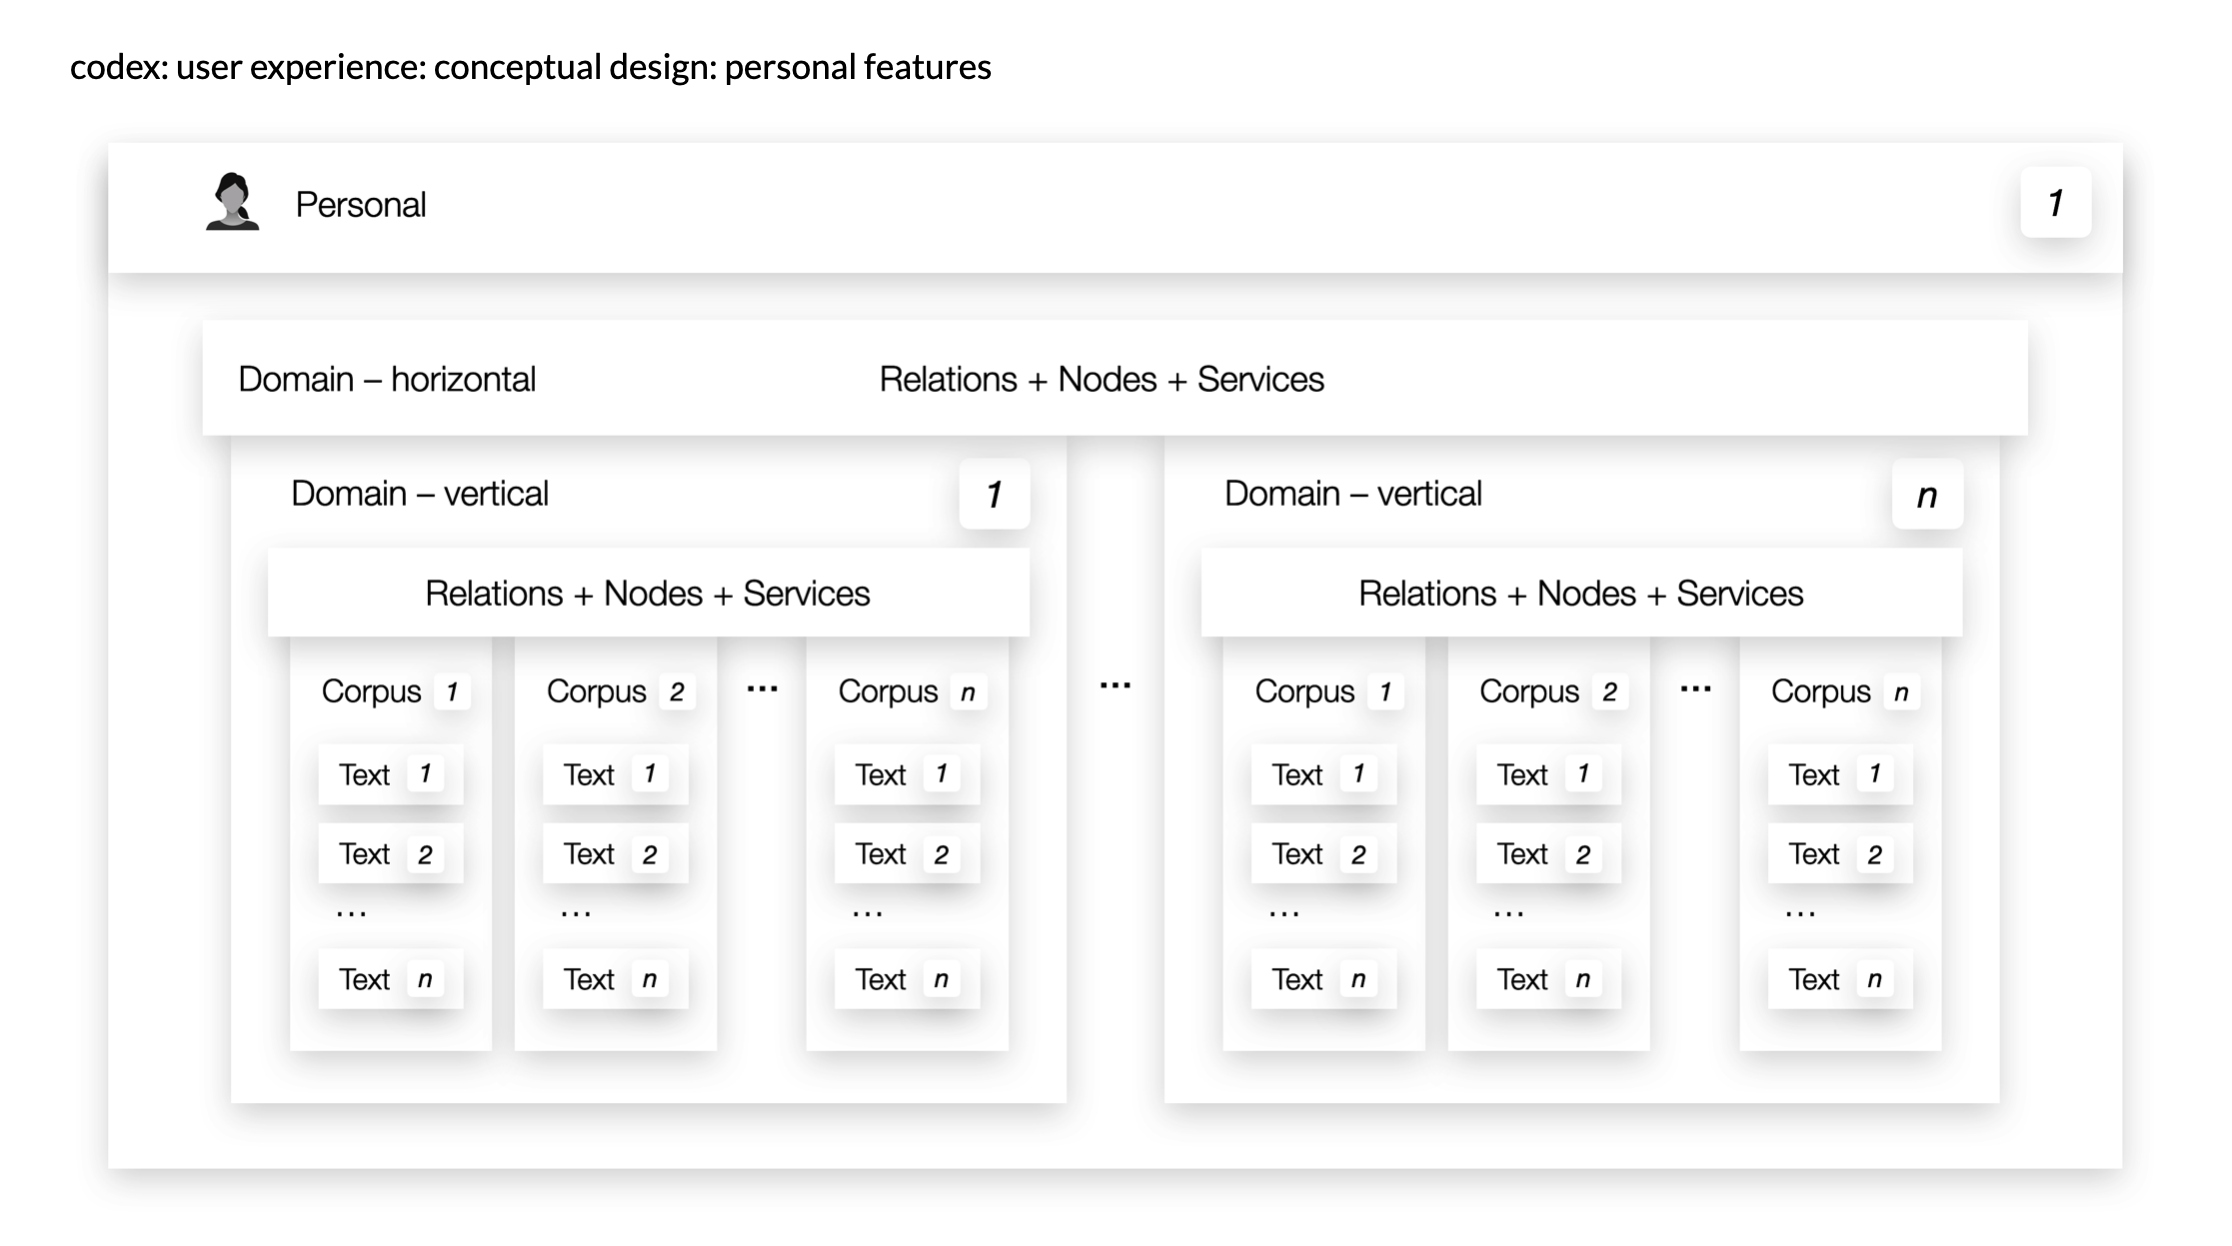 codex: user experience: conceptual design: personal features
Personal 1
Domain – horizontal Relations + Nodes + Services
Domain – vertical 1 Domain – vertical n
Relations + Nodes + Services Relations + Nodes + Services
Corpus 1 Corpus 2 ... Corpus n ... Corpus 1 Corpus 2 ... Corpus n
Text 1 Text 1 Text 1 Text 1 Text 1 Text 1
Text 2 Text 2 Text 2 Text 2 Text 2 Text 2
... ... ... ... ... ...
Text n Text n Text n Text n Text n Text n